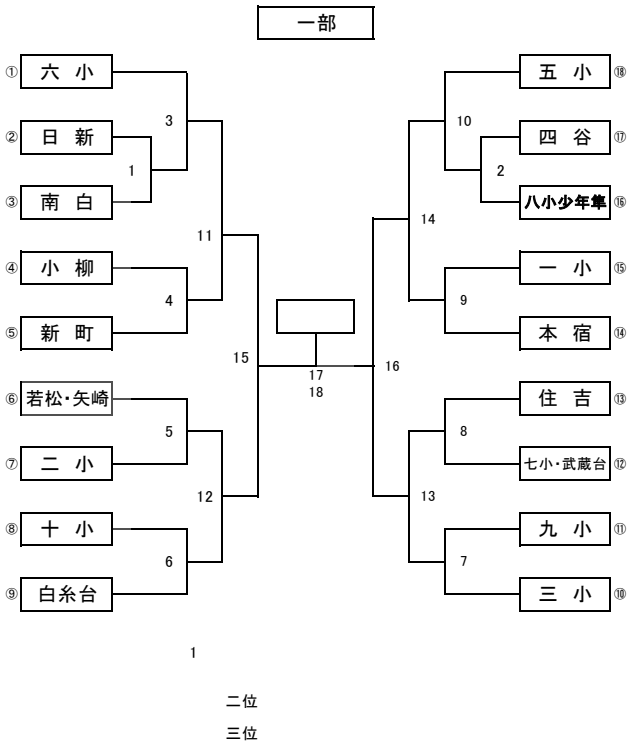 一部
① 六 小
② 日 新
③ 南 白
④ 小 柳
⑤ 新 町
⑥ 若松・矢崎
⑦ 二 小
⑧ 十 小
⑨ 白糸台
3
1
11
4
15
5
12
6
17
18
10
2
14
9
16
8
13
7
五 小 ⑱
四 谷 ⑰
八小少年隼 ⑯
一 小 ⑮
本 宿 ⑭
住 吉 ⑬
七小・武蔵台 ⑫
九 小 ⑪
三 小 ⑩
1
二位
三位